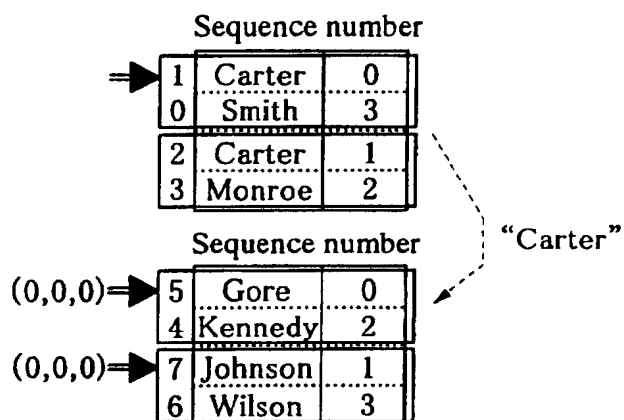 Sequence number
1 Carter 0
0 Smith 3
2 Carter 1
3 Monroe 2
"Carter"
Sequence number
(0,0,0) 5 Gore 0
4 Kennedy 2
(0,0,0) 7 Johnson 1
6 Wilson 3